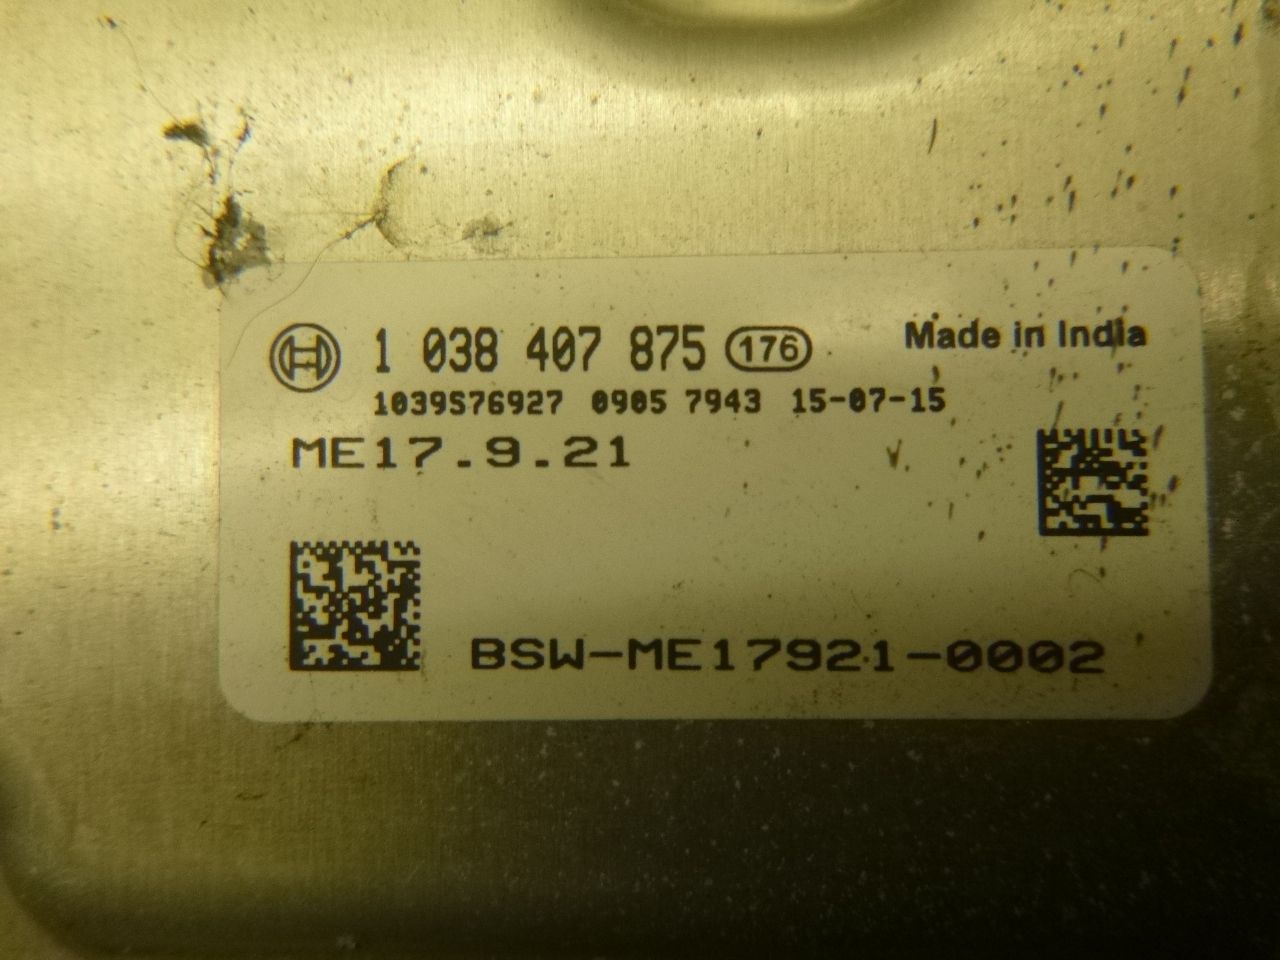 1 038 407 875 176 Made in India
1039S76927 0905 7943 15-07-15
ME17.9.21
BSW-ME17921-0002